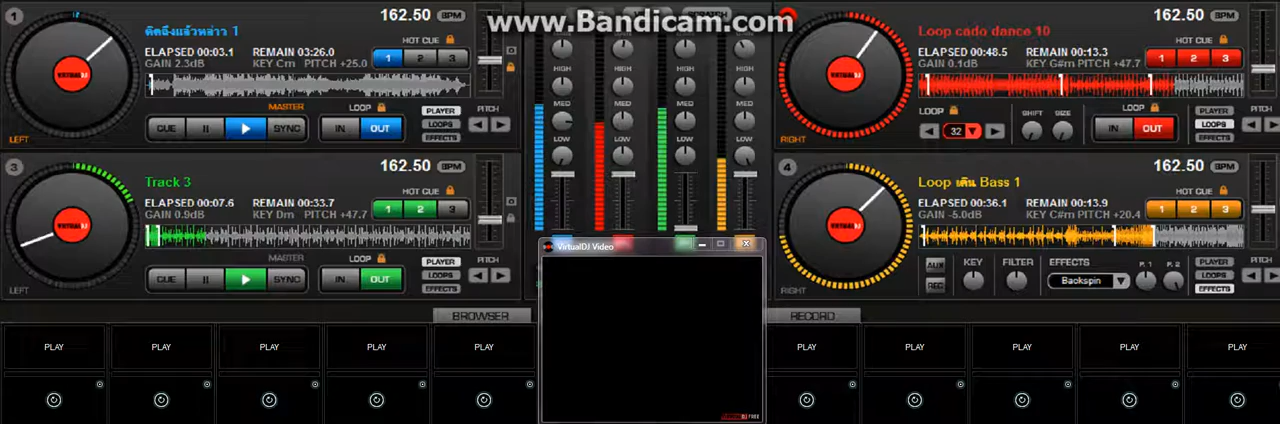 www.Bandicam.com
1
162.50 BPM
คิดถึงแล้วหล่าว 1
HOT CUE
ELAPSED 00:03.1 REMAIN 03:26.0
GAIN 2.3dB KEY Cm PITCH +25.0
1 2 3
MASTER
LOOP
PLAYER
LOOPS
EFFECTS
PITCH
LEFT
CUE SYNC IN OUT
HIGH HIGH
MED MED
LOW LOW
162.50 BPM
Loop cado dance 10
HOT CUE
ELAPSED 00:48.5 REMAIN 00:13.3
GAIN 0.1dB KEY G#m PITCH +47.7
1 2 3
LOOP
32
SHIFT SIZE
LOOP
IN OUT
PLAYER
LOOPS
EFFECTS
PITCH
RIGHT
3
162.50 BPM
Track 3
HOT CUE
ELAPSED 00:07.6 REMAIN 00:33.7
GAIN 0.9dB KEY Dm PITCH +47.7
1 2 3
MASTER
LOOP
PLAYER
LOOPS
EFFECTS
PITCH
LEFT
CUE SYNC IN OUT
4
162.50 BPM
Loop เดิน Bass 1
HOT CUE
ELAPSED 00:36.1 REMAIN 00:13.9
GAIN -5.0dB KEY C#m PITCH +20.4
1 2 3
AUX
REC
KEY FILTER
EFFECTS
Backspin
P. 1 P. 2
PLAYER
LOOPS
EFFECTS
PITCH
RIGHT
VirtualDJ Video
BROWSER
RECORD
PLAY PLAY PLAY PLAY PLAY PLAY PLAY PLAY PLAY PLAY